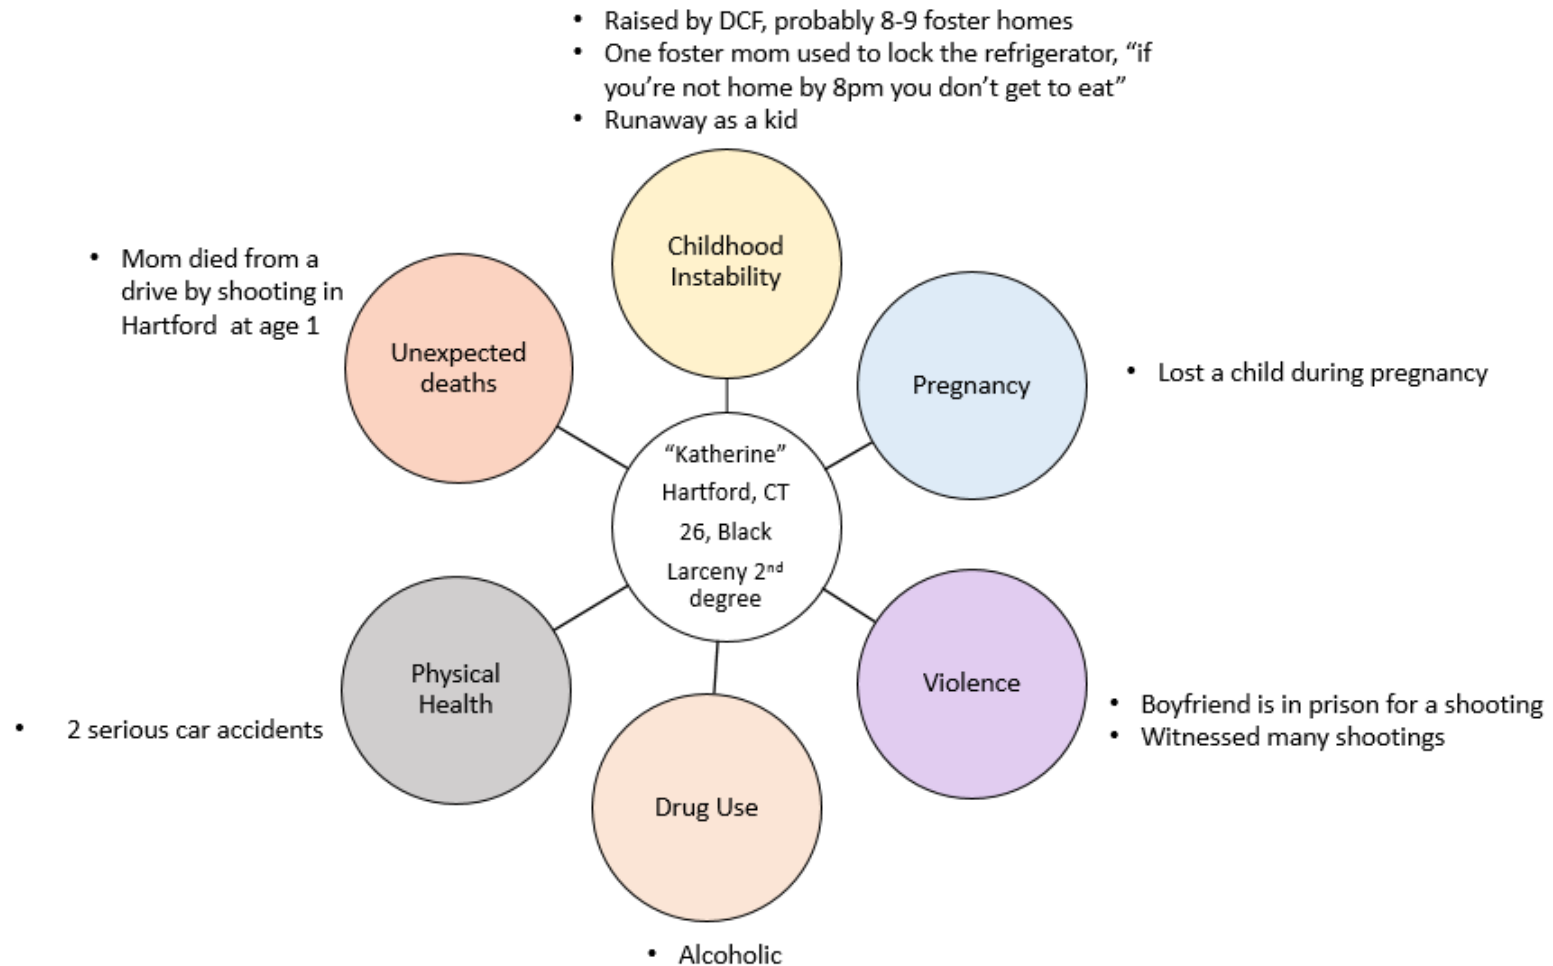 • Raised by DCF, probably 8-9 foster homes
• One foster mom used to lock the refrigerator, “if
you’re not home by 8pm you don’t get to eat”
• Runaway as a kid
Childhood
Instability
• Mom died from a
drive by shooting in
Hartford at age 1
Unexpected
deaths
Pregnancy
• Lost a child during pregnancy
“Katherine”
Hartford, CT
26, Black
Larceny 2nd
degree
Physical
Health
• 2 serious car accidents
Violence
• Boyfriend is in prison for a shooting
• Witnessed many shootings
Drug Use
• Alcoholic